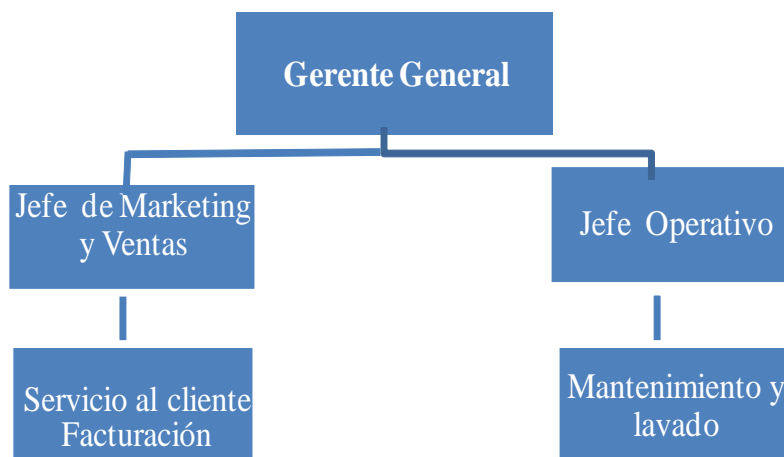 Gerente General
Jefe de Marketing
y Ventas
Jefe Operativo
Servicio al cliente
Facturación
Mantenimiento y
lavado